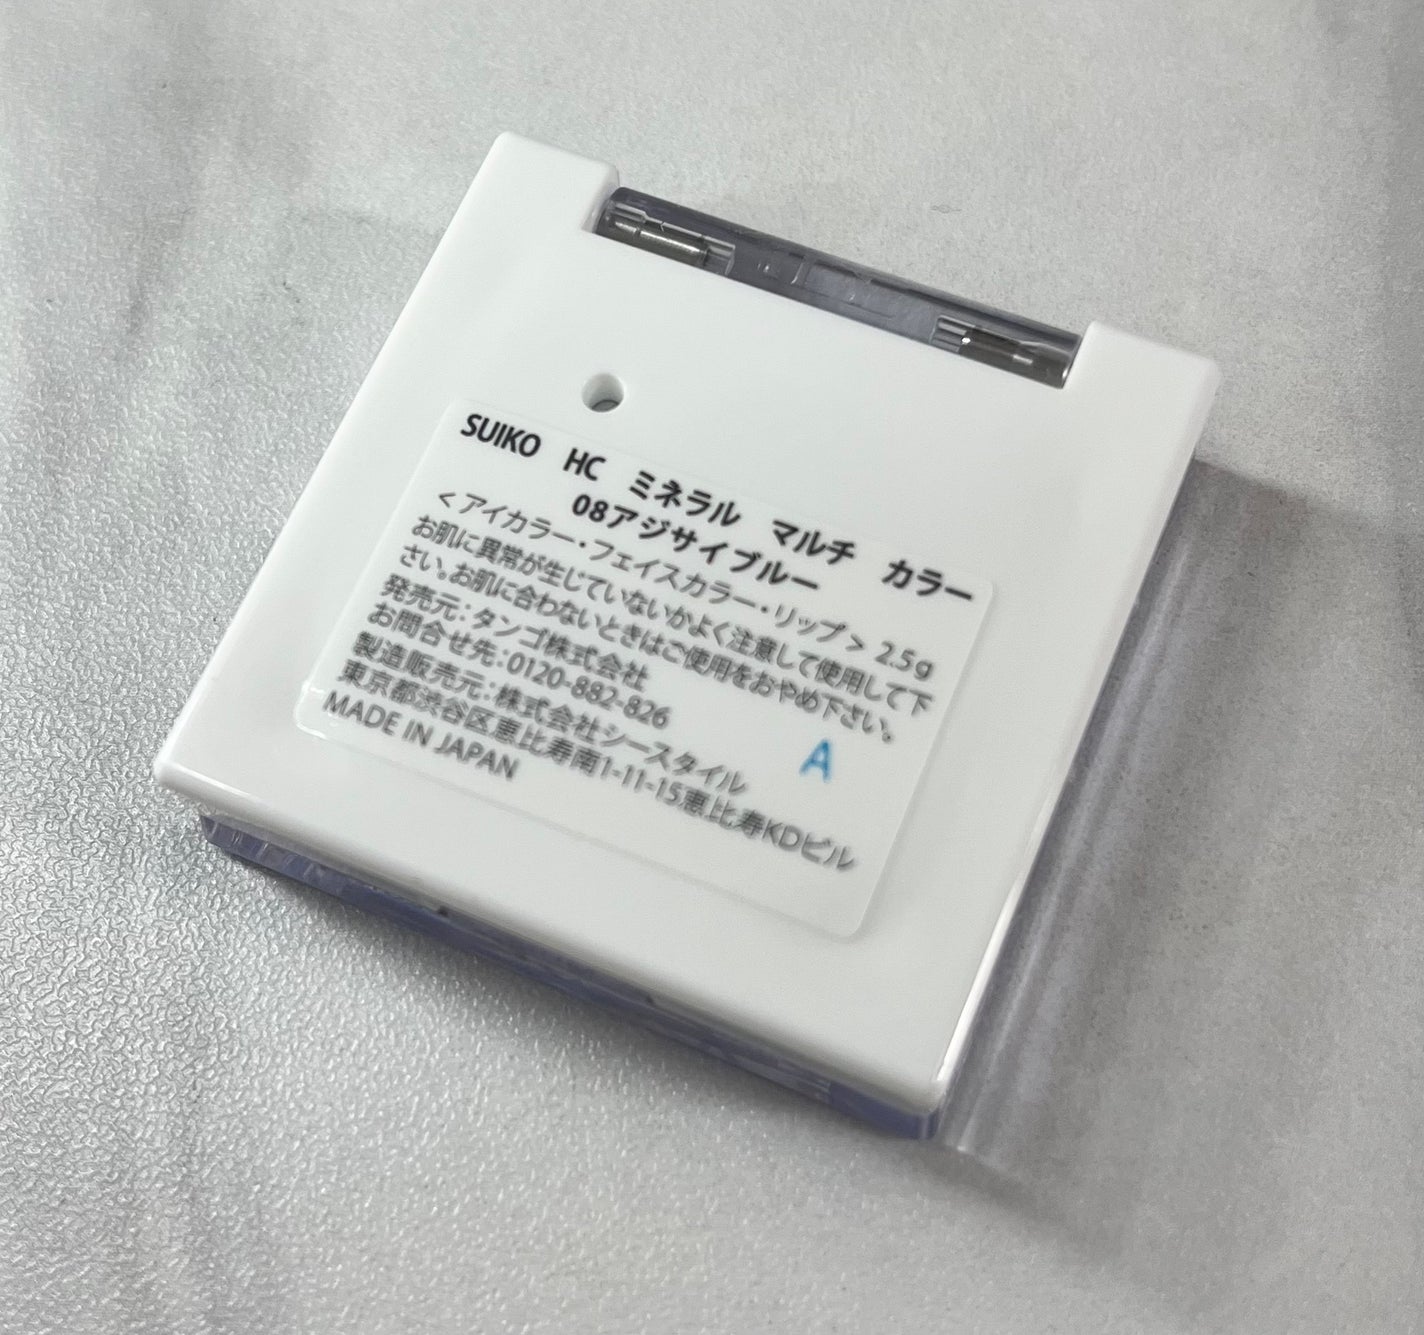 SUIKO HC ミネラル マルチ カラー
08アジサイブルー
<アイカラー・フェイスカラー・リップ> 2.5g
お肌に異常が生じていないかよく注意して使用して下
さい。お肌に合わないときはご使用をおやめ下さい。
発売元:タンゴ株式会社
お問合せ先:0120-882-826
製造販売元:株式会社シースタイル
東京都渋谷区恵比寿南1-11-15恵比寿KDビル
MADE IN JAPAN
A